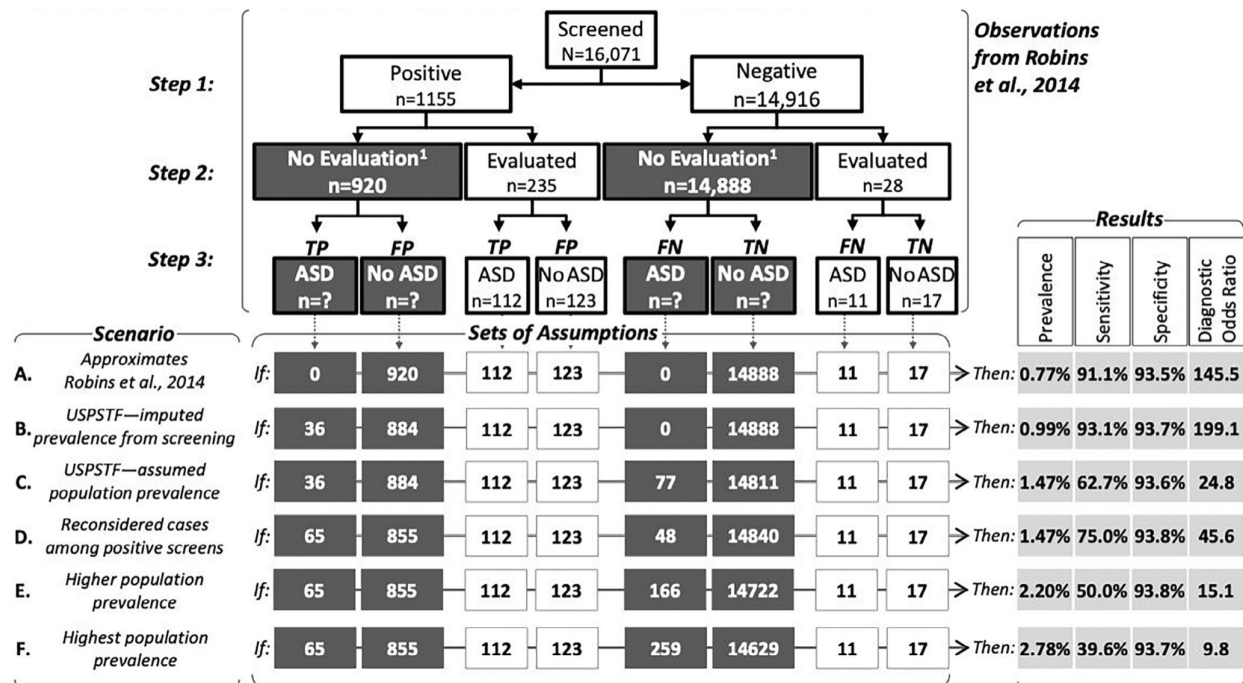 Screened
N=16,071
Observations
from Robins
et al., 2014
Step 1:
Positive
n=1155
Negative
n=14,916
Step 2:
No Evaluation¹
n=920
Evaluated
n=235
No Evaluation¹
n=14,888
Evaluated
n=28
Step 3:
TP
FP
TP
FP
FN
TN
FN
TN
ASD
n=?
No ASD
n=?
ASD
n=112
No ASD
n=123
ASD
n=?
No ASD
n=?
ASD
n=11
No ASD
n=17
Results
Prevalence
Sensitivity
Specificity
Diagnostic
Odds Ratio
Scenario
Sets of Assumptions
A. Approximates
Robins et al., 2014
If: 0 920 112 123 0 14888 11 17 Then: 0.77% 91.1% 93.5% 145.5
B. USPSTF—imputed
prevalence from screening
If: 36 884 112 123 0 14888 11 17 Then: 0.99% 93.1% 93.7% 199.1
C. USPSTF—assumed
population prevalence
If: 36 884 112 123 77 14811 11 17 Then: 1.47% 62.7% 93.6% 24.8
D. Reconsidered cases
among positive screens
If: 65 855 112 123 48 14840 11 17 Then: 1.47% 75.0% 93.8% 45.6
E. Higher population
prevalence
If: 65 855 112 123 166 14722 11 17 Then: 2.20% 50.0% 93.8% 15.1
F. Highest population
prevalence
If: 65 855 112 123 259 14629 11 17 Then: 2.78% 39.6% 93.7% 9.8